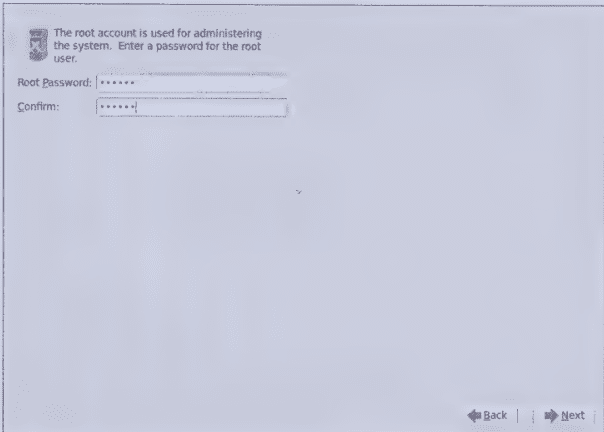 The root account is used for administering
the system. Enter a password for the root
user.
Root Password: ••••••
Confirm: ••••••
Back
Next